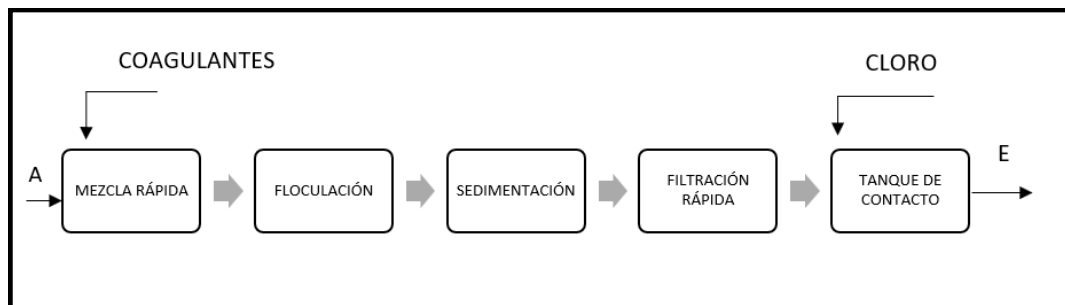 COAGULANTES
CLORO
A
MEZCLA RÁPIDA
FLOCULACIÓN
SEDIMENTACIÓN
FILTRACIÓN
RÁPIDA
TANQUE DE
CONTACTO
E